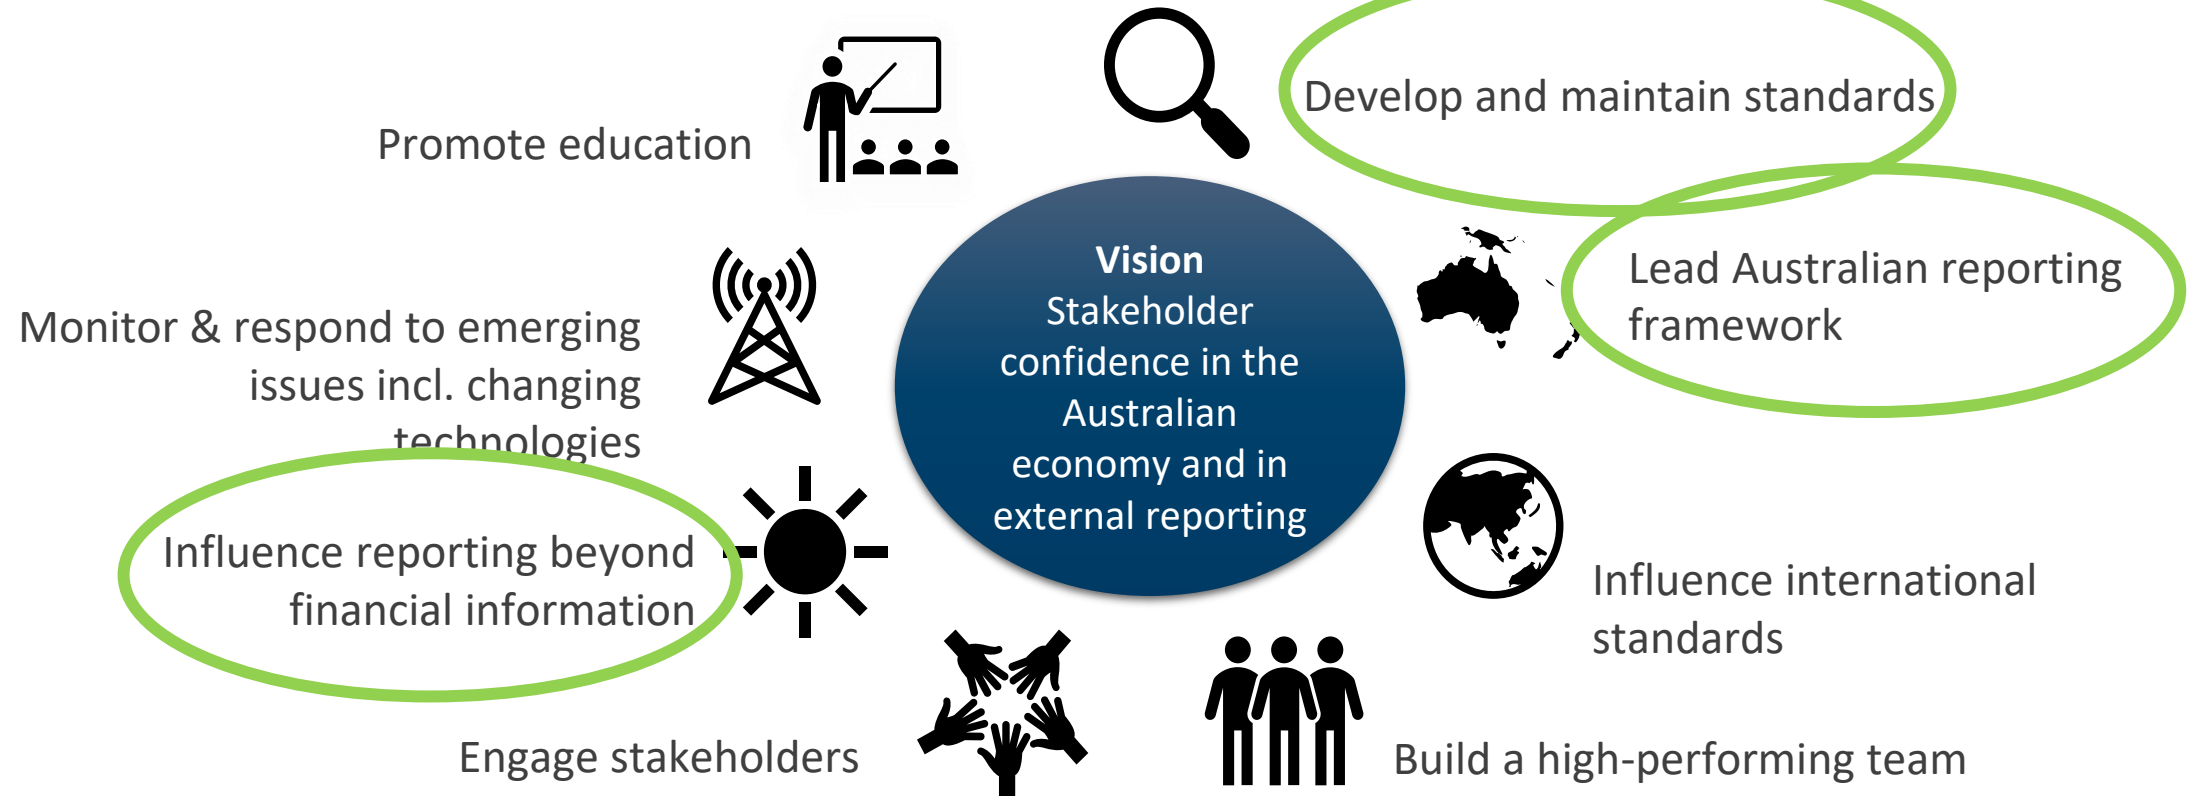 Promote education
Develop and maintain standards
Vision
Stakeholder
confidence in the
Australian
economy and in
external reporting
Lead Australian reporting
framework
Monitor & respond to emerging
issues incl. changing
technologies
Influence reporting beyond
financial information
Influence international
standards
Engage stakeholders
Build a high-performing team